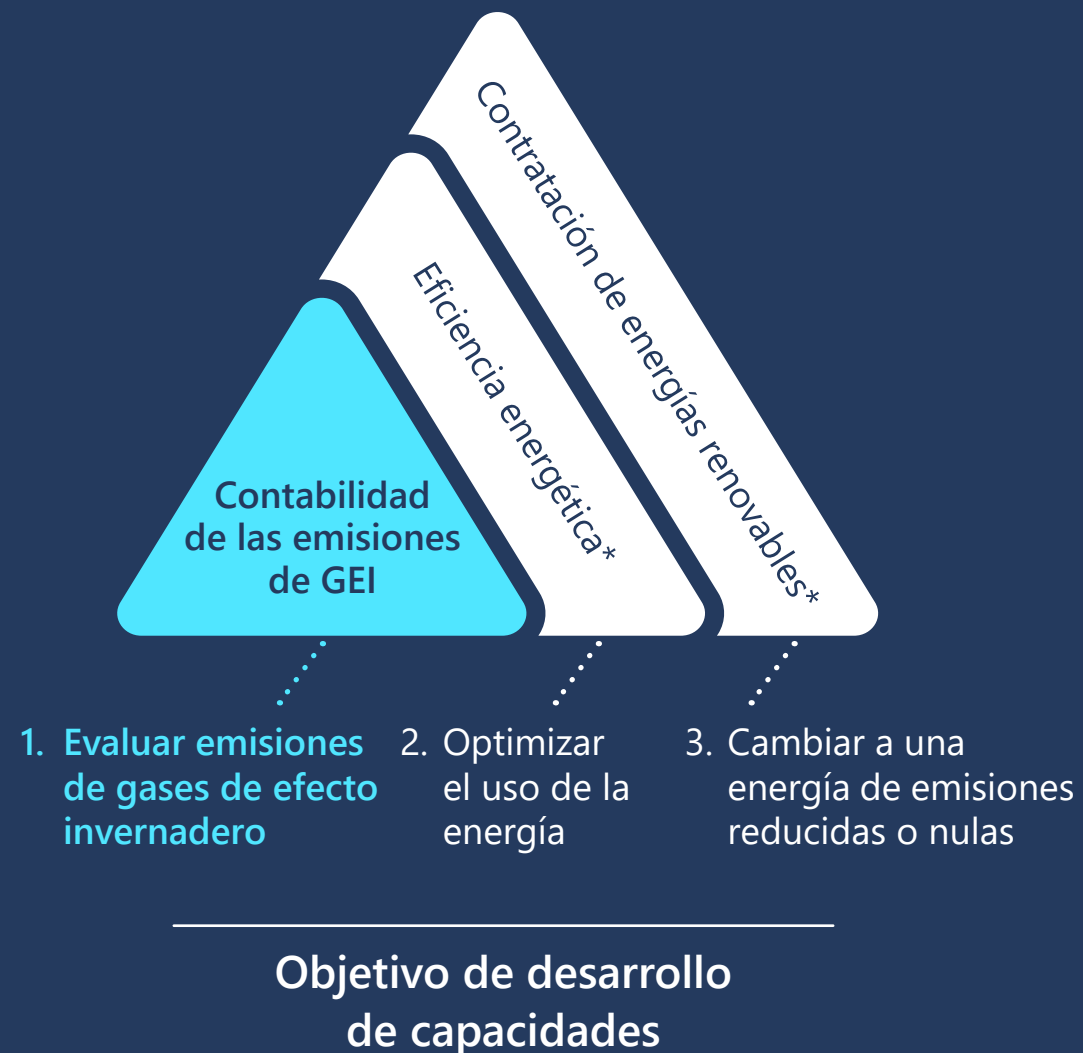 Contratación de energías renovables*
Eficiencia energética*
Contabilidad
de las emisiones
de GEI
1. Evaluar emisiones
de gases de efecto
invernadero
2. Optimizar
el uso de la
energía
3. Cambiar a una
energía de emisiones
reducidas o nulas
Objetivo de desarrollo
de capacidades